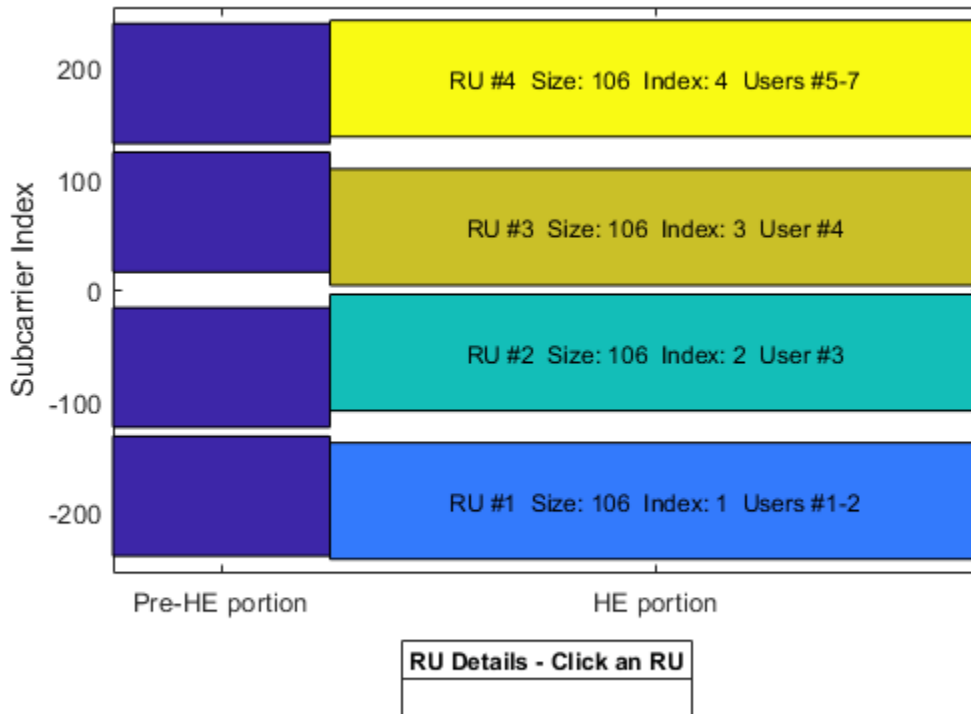 Subcarrier Index
200
100
0
-100
-200
RU #4 Size: 106 Index: 4 Users #5-7
RU #3 Size: 106 Index: 3 User #4
RU #2 Size: 106 Index: 2 User #3
RU #1 Size: 106 Index: 1 Users #1-2
Pre-HE portion
HE portion
RU Details - Click an RU